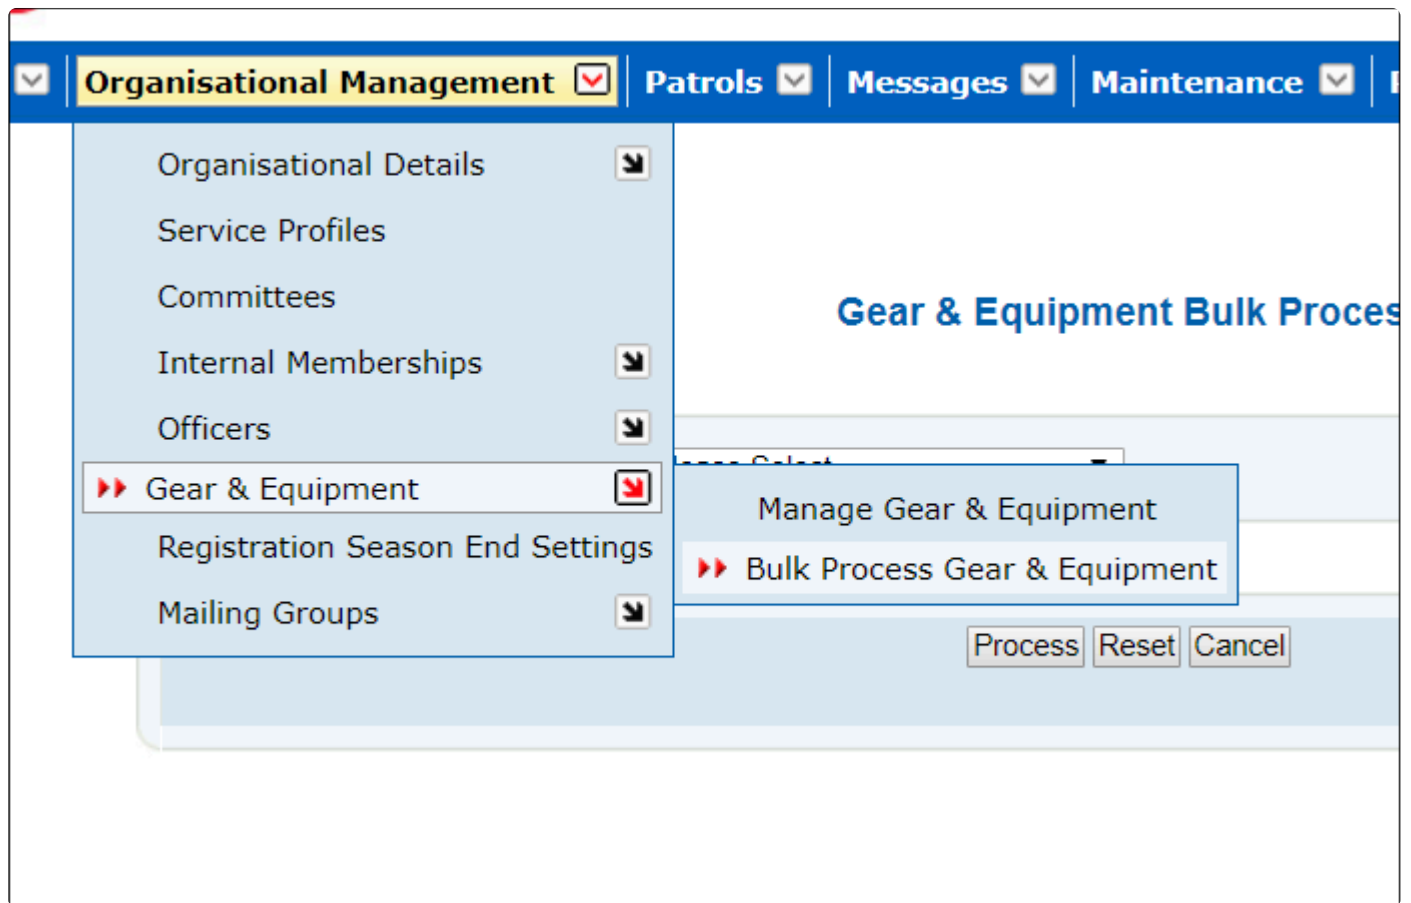 Organisational Management Patrols Messages Maintenance
Organisational Details
Service Profiles
Committees
Internal Memberships
Officers
Gear & Equipment
Registration Season End Settings
Mailing Groups
Manage Gear & Equipment
Bulk Process Gear & Equipment
Gear & Equipment Bulk Proces
Select
Process Reset Cancel